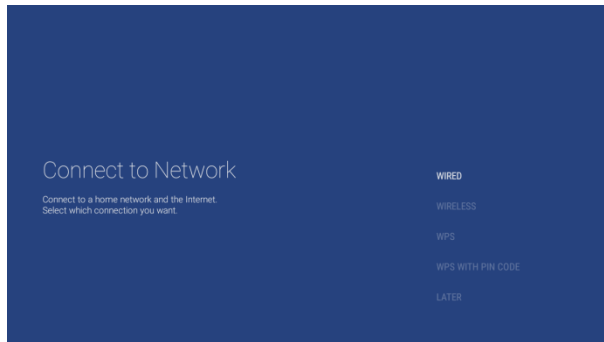 Connect to Network
Connect to a home network and the Internet.
Select which connection you want.
WIRED
WIRELESS
WPS
WPS WITH PIN CODE
LATER